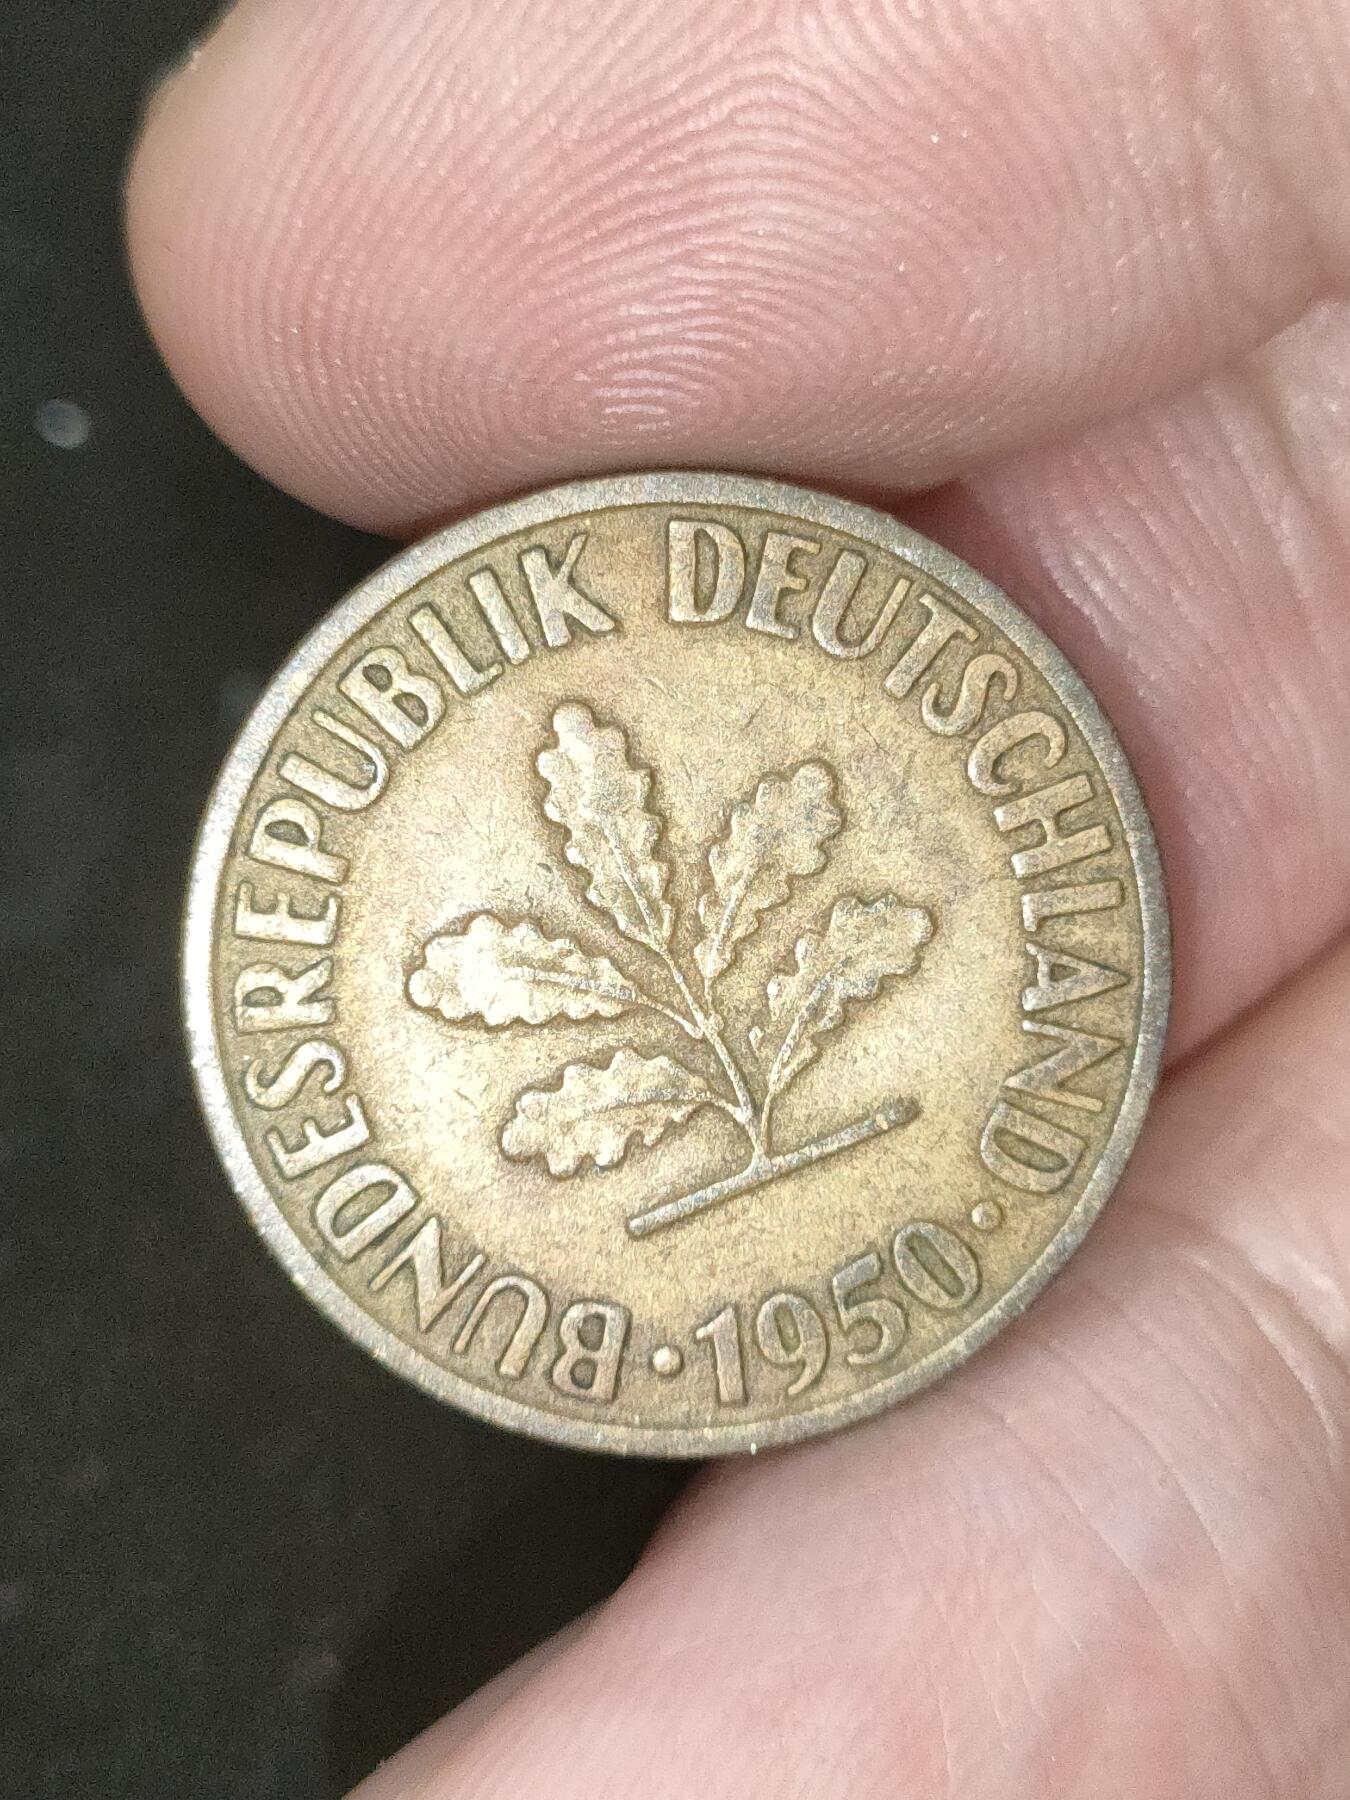 BUNDESREPUBLIK DEUTSCHLAND
· 1950 ·